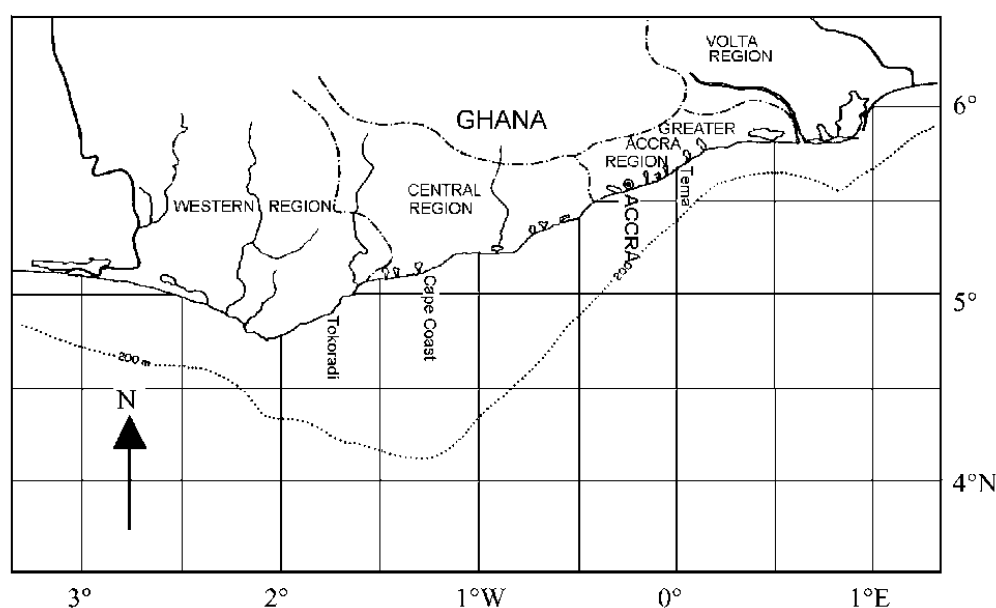 VOLTA
REGION
6°
GHANA
GREATER
ACCRA
REGION
Tema
CENTRAL
REGION
WESTERN REGION
ACCRA
200
5°
Cape Coast
Tokoradi
200 m
N
4°N
3°
2°
1°W
0°
1°E